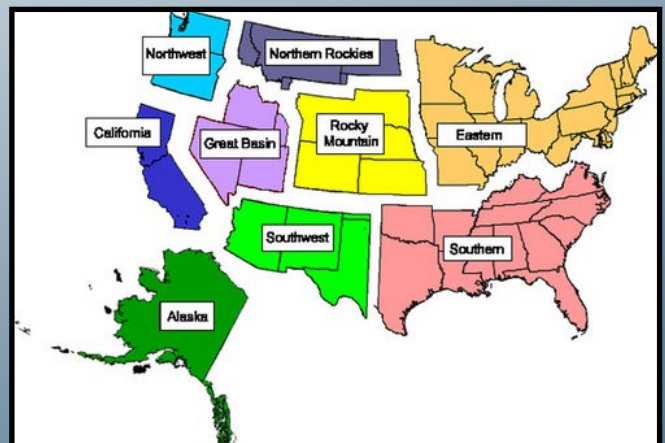 Northwest
Northern Rockies
California
Great Basin
Rocky
Mountain
Eastern
Southwest
Southern
Alaska